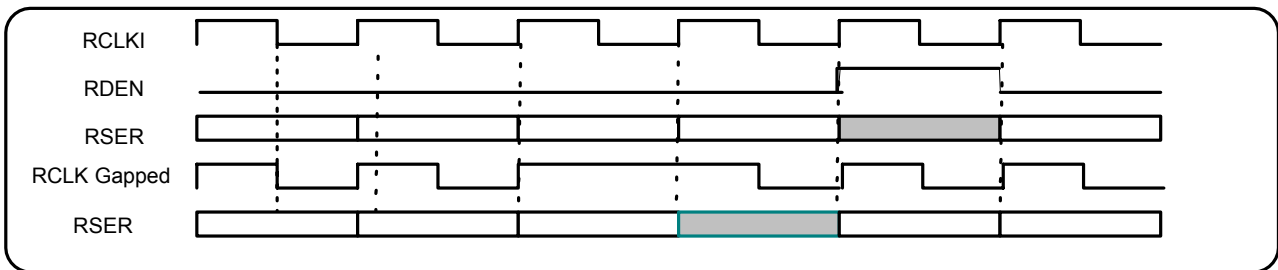 RCLKI
RDEN
RSER
RCLK Gapped
RSER